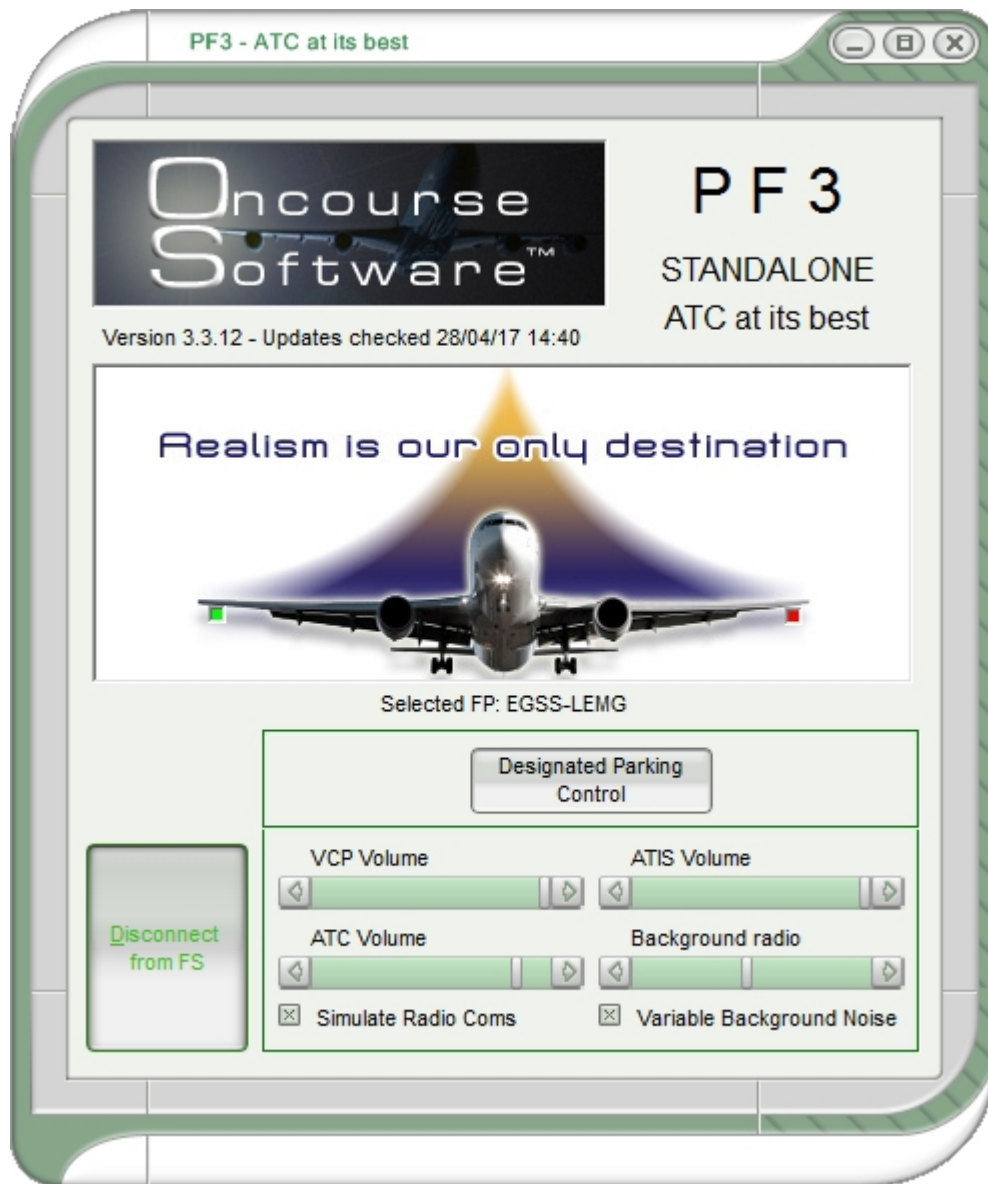 PF3 - ATC at its best
Oncourse
Software™
P F 3
STANDALONE
ATC at its best
Version 3.3.12 - Updates checked 28/04/17 14:40
Realism is our only destination
Selected FP: EGSS-LEMG
Designated Parking
Control
VCP Volume
ATIS Volume
Disconnect
from FS
ATC Volume
Background radio
Simulate Radio Coms
Variable Background Noise